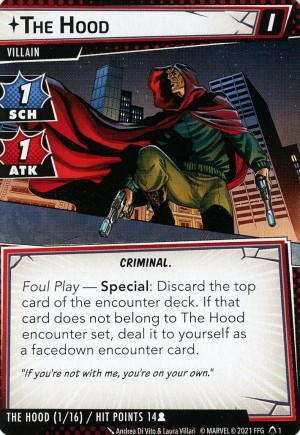 The Hood
I
VILLAIN
1
SCH
1
ATK
CRIMINAL.
Foul Play — Special: Discard the top
card of the encounter deck. If that
card does not belong to The Hood
encounter set, deal it to yourself as
a facedown encounter card.
"If you're not with me, you're on your own."
THE HOOD (1/16) / HIT POINTS 14
Andrea Di Vito & Laura Villari © MARVEL © 2021 FFG 1